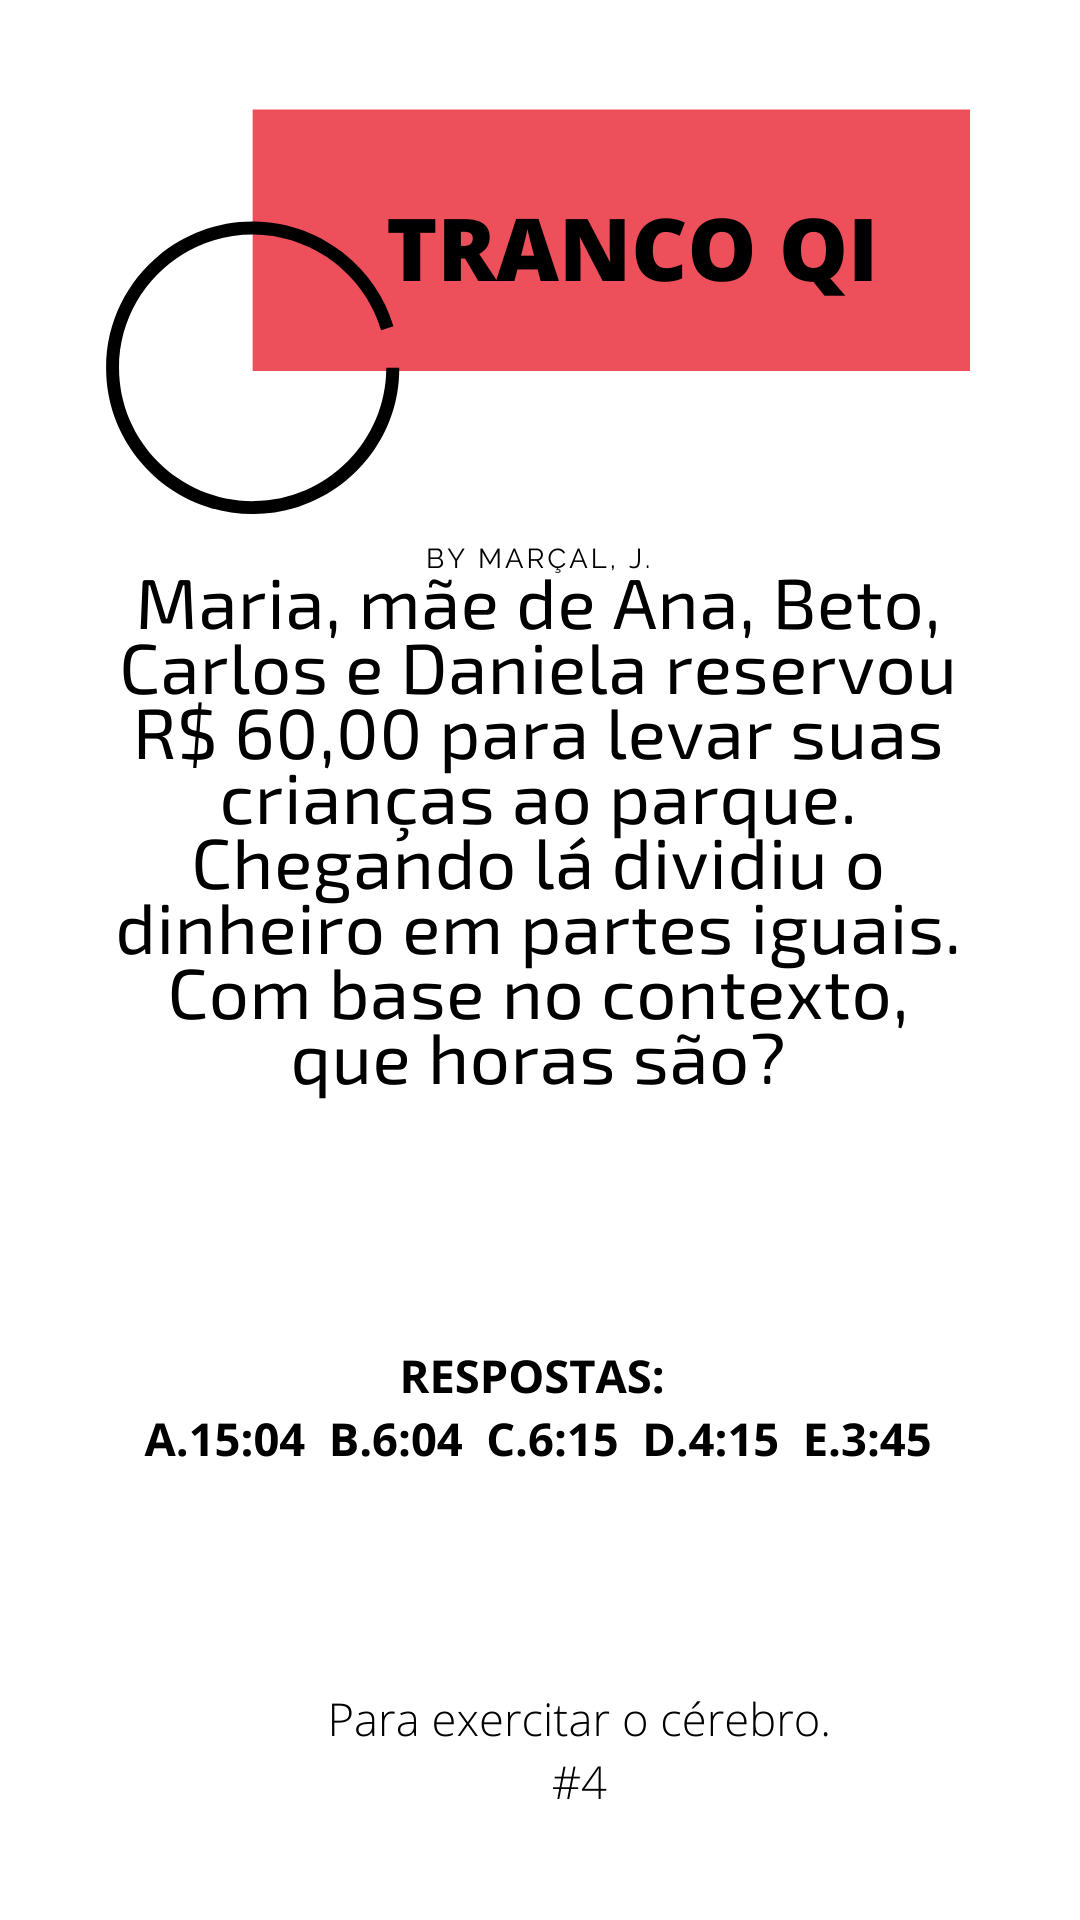 TRANCO QI
BY MARÇAL, J.
Maria, mãe de Ana, Beto,
Carlos e Daniela reservou
R$ 60,00 para levar suas
crianças ao parque.
Chegando lá dividiu o
dinheiro em partes iguais.
Com base no contexto,
que horas são?
RESPOSTAS:
A.15:04 B.6:04 C.6:15 D.4:15 E.3:45
Para exercitar o cérebro.
#4